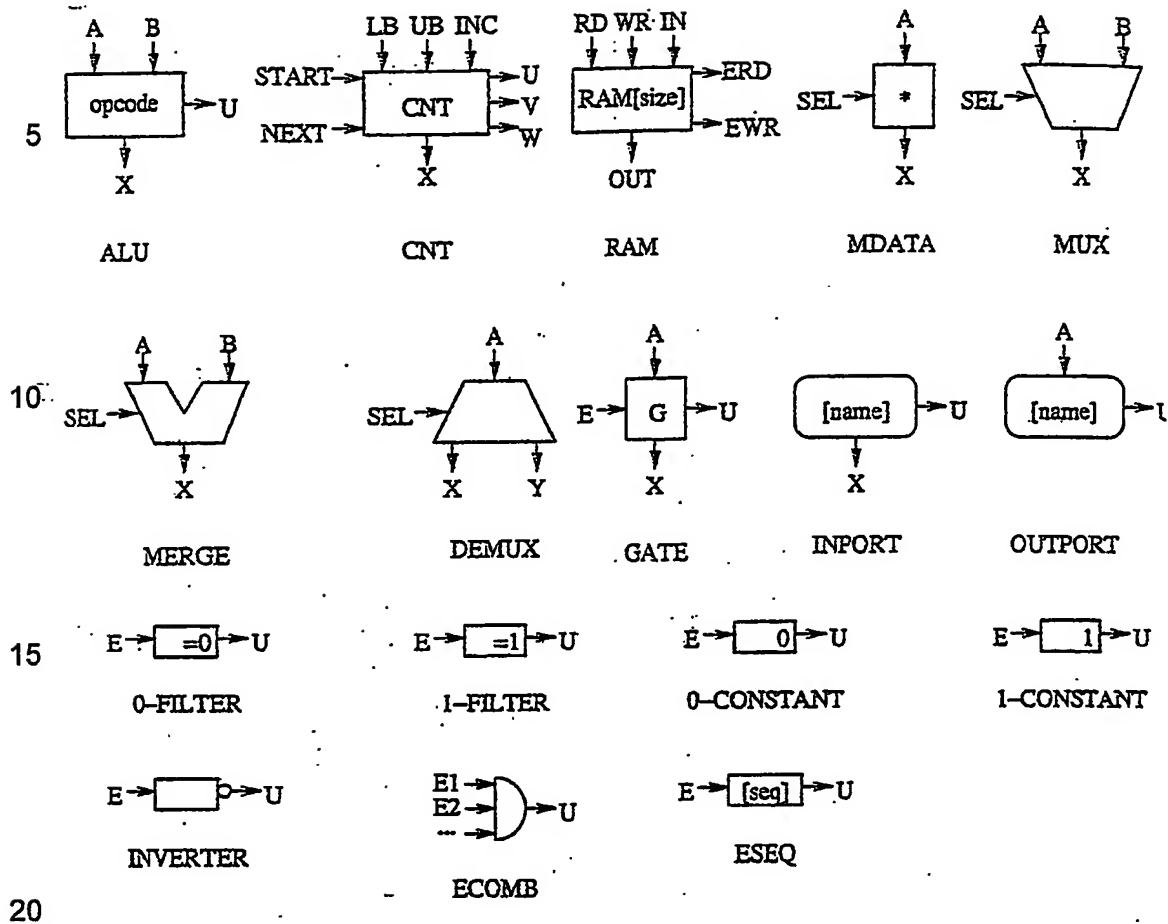 A B LB UB INC RD WR IN A A B
START U ERD
opcode U CNT V RAM[size] SEL * SEL
5 NEXT W EWR
X X OUT X X
ALU CNT RAM MDATA MUX
A B A A A
10 SEL SEL E G U [name] U [name]
X X Y X X
MERGE DEMUX GATE INPORT OUTPORT
15 E =0 U E =1 U E 0 U E 1 U
0-FILTER 1-FILTER 0-CONSTANT 1-CONSTANT
E U E1 E [seq] U
E2 U
...
INVERTER ECOMB ESEQ
20